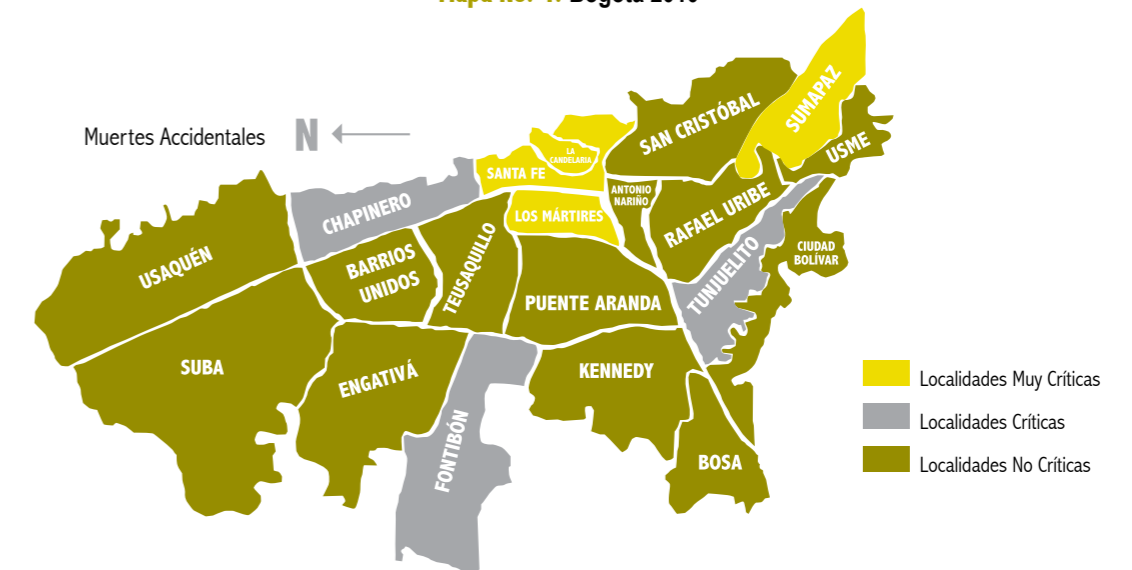 Bogotá 2010
SUMAPAZ
SAN CRISTÓBAL
Muertes Accidentales N
USME
LA
CANDELARIA
SANTA FE
ANTONIO
NARIÑO
CHAPINERO
LOS MÁRTIRES
RAFAEL URIBE
USAQUÉN
BARRIOS
UNIDOS
TEUSAQUILLO
TUNJUELITO
CIUDAD
BOLÍVAR
PUENTE ARANDA
SUBA
ENGATIVÁ
KENNEDY
Localidades Muy Críticas
Localidades Críticas
FONTIBÓN
BOSA
Localidades No Críticas